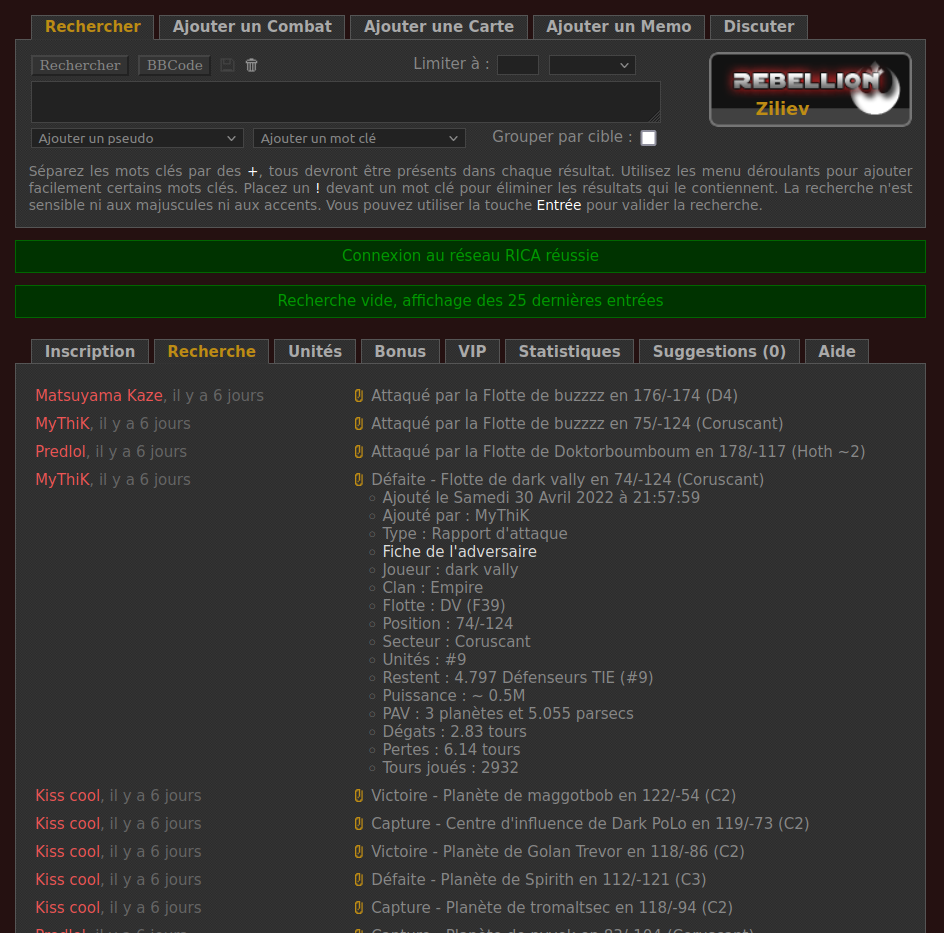 Rechercher Ajouter un Combat Ajouter une Carte Ajouter un Memo Discuter
Rechercher BBCode Limiter à :
REBELLION
Ziliev
Ajouter un pseudo Ajouter un mot clé Grouper par cible :
Séparez les mots clés par des +, tous devront être présents dans chaque résultat. Utilisez les menu déroulants pour ajouter
facilement certains mots clés. Placez un ! devant un mot clé pour éliminer les résultats qui le contiennent. La recherche n'est
sensible ni aux majuscules ni aux accents. Vous pouvez utiliser la touche Entrée pour valider la recherche.
Connexion au réseau RICA réussie
Recherche vide, affichage des 25 dernières entrées
Inscription Recherche Unités Bonus VIP Statistiques Suggestions (0) Aide
Matsuyama Kaze, il y a 6 jours Attaqué par la Flotte de buzzzz en 176/-174 (D4)
MyThiK, il y a 6 jours Attaqué par la Flotte de buzzzz en 75/-124 (Coruscant)
Predlol, il y a 6 jours Attaqué par la Flotte de Doktorboumboum en 178/-117 (Hoth ~2)
MyThiK, il y a 6 jours Défaite - Flotte de dark vally en 74/-124 (Coruscant)
Ajouté le Samedi 30 Avril 2022 à 21:57:59
Ajouté par : MyThiK
Type : Rapport d'attaque
Fiche de l'adversaire
Joueur : dark vally
Clan : Empire
Flotte : DV (F39)
Position : 74/-124
Secteur : Coruscant
Unités : #9
Restent : 4.797 Défenseurs TIE (#9)
Puissance : ~ 0.5M
PAV : 3 planètes et 5.055 parsecs
Dégats : 2.83 tours
Pertes : 6.14 tours
Tours joués : 2932
Kiss cool, il y a 6 jours Victoire - Planète de maggotbob en 122/-54 (C2)
Kiss cool, il y a 6 jours Capture - Centre d'influence de Dark PoLo en 119/-73 (C2)
Kiss cool, il y a 6 jours Victoire - Planète de Golan Trevor en 118/-86 (C2)
Kiss cool, il y a 6 jours Défaite - Planète de Spirith en 112/-121 (C3)
Kiss cool, il y a 6 jours Capture - Planète de tromaltsec en 118/-94 (C2)